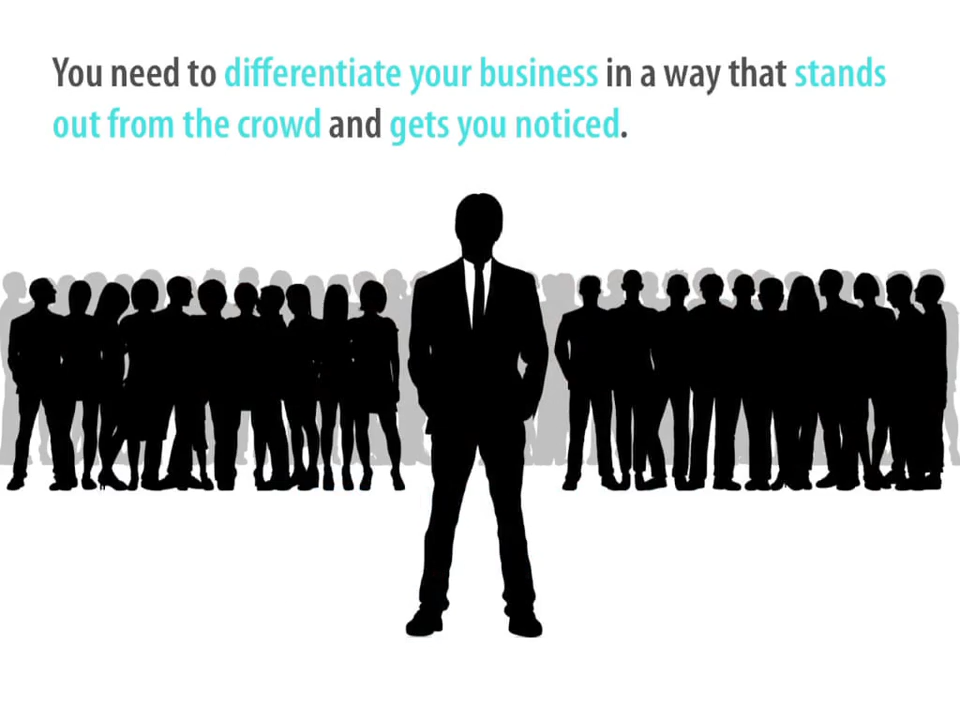 You need to differentiate your business in a way that stands
out from the crowd and gets you noticed.